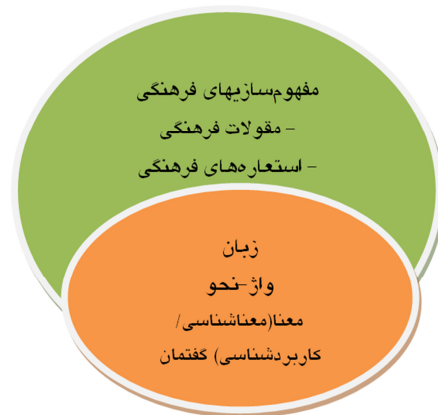 مفهوم‌سازیهای فرهنگی
- مقولات فرهنگی
- استعاره‌های فرهنگی
زبان
واژ-نحو
معنا(معناشناسی/
کاربردشناسی) گفتمان